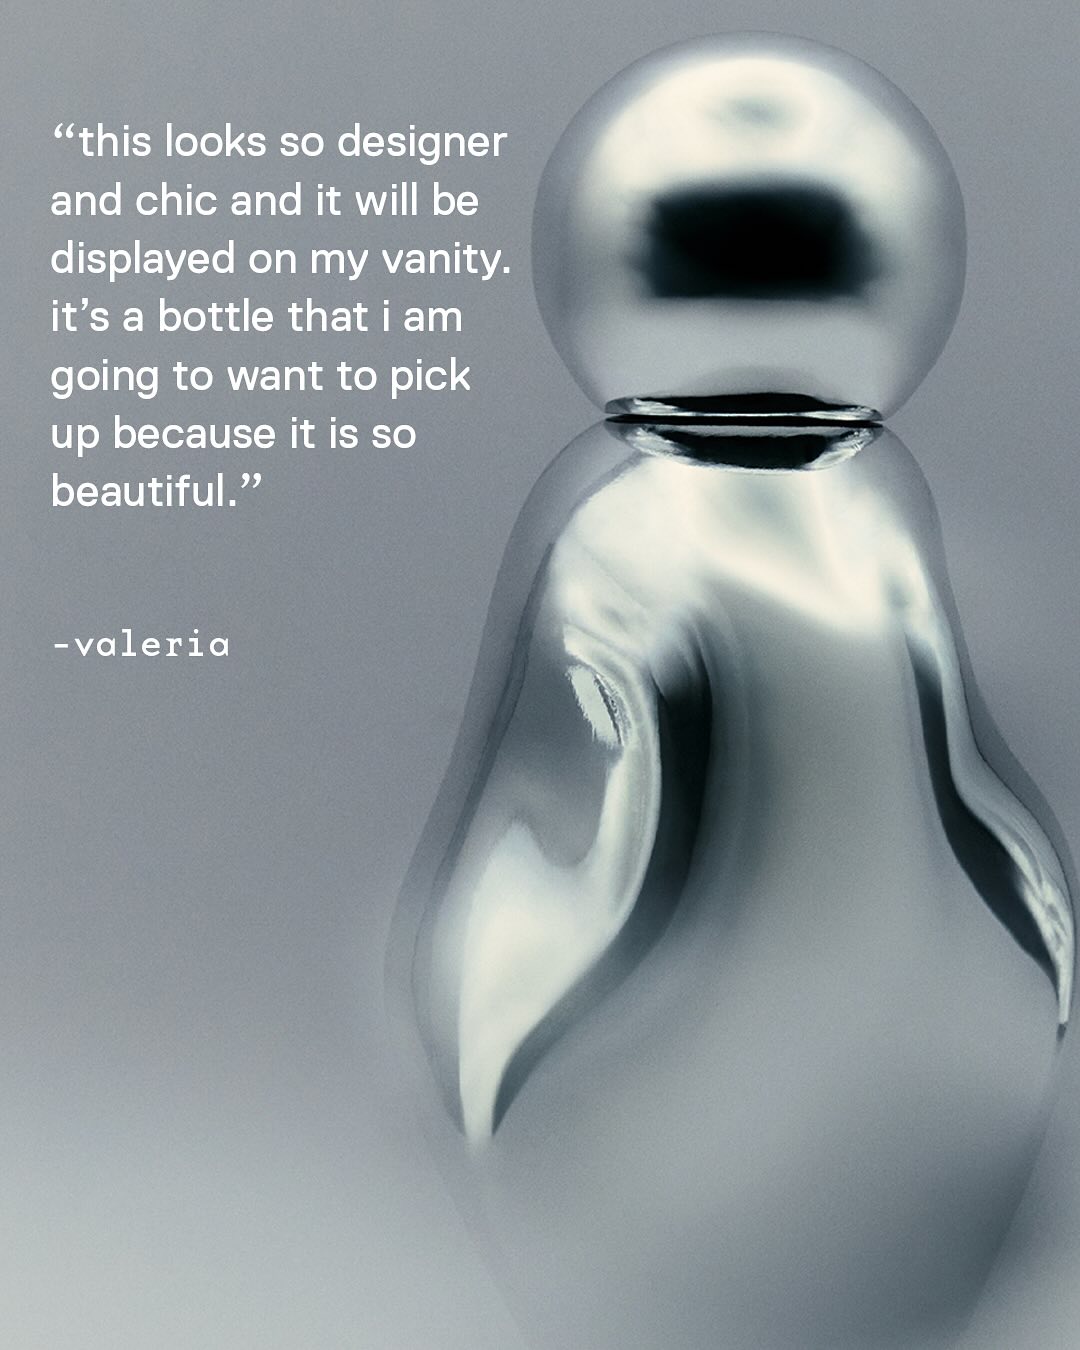 “this looks so designer
and chic and it will be
displayed on my vanity.
it’s a bottle that i am
going to want to pick
up because it is so
beautiful.”
-valeria